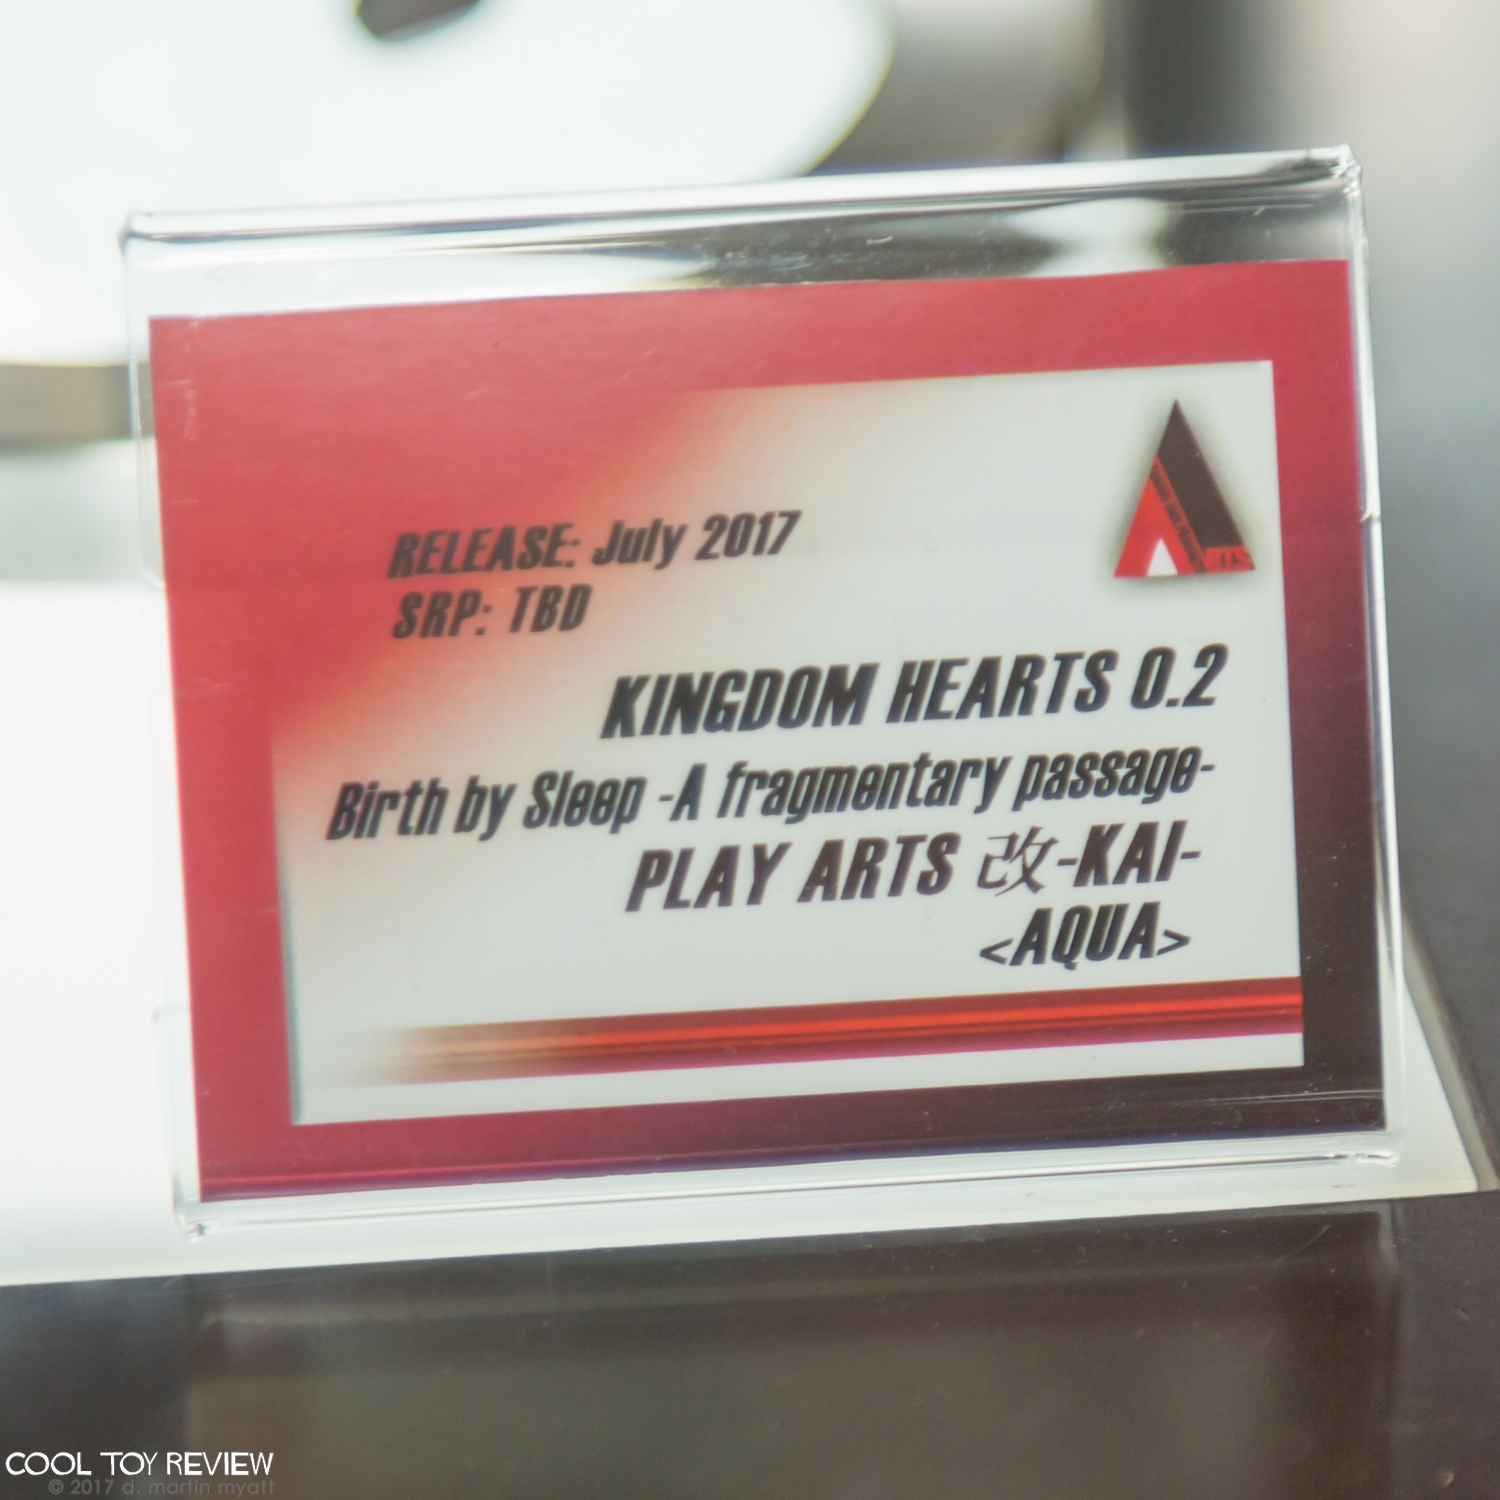 RELEASE: July 2017
SRP: TBD
KINGDOM HEARTS 0.2
Birth by Sleep -A fragmentary passage-
PLAY ARTS 改-KAI-
<AQUA>
COOL TOY REVIEW
© 2017 d. martin myatt